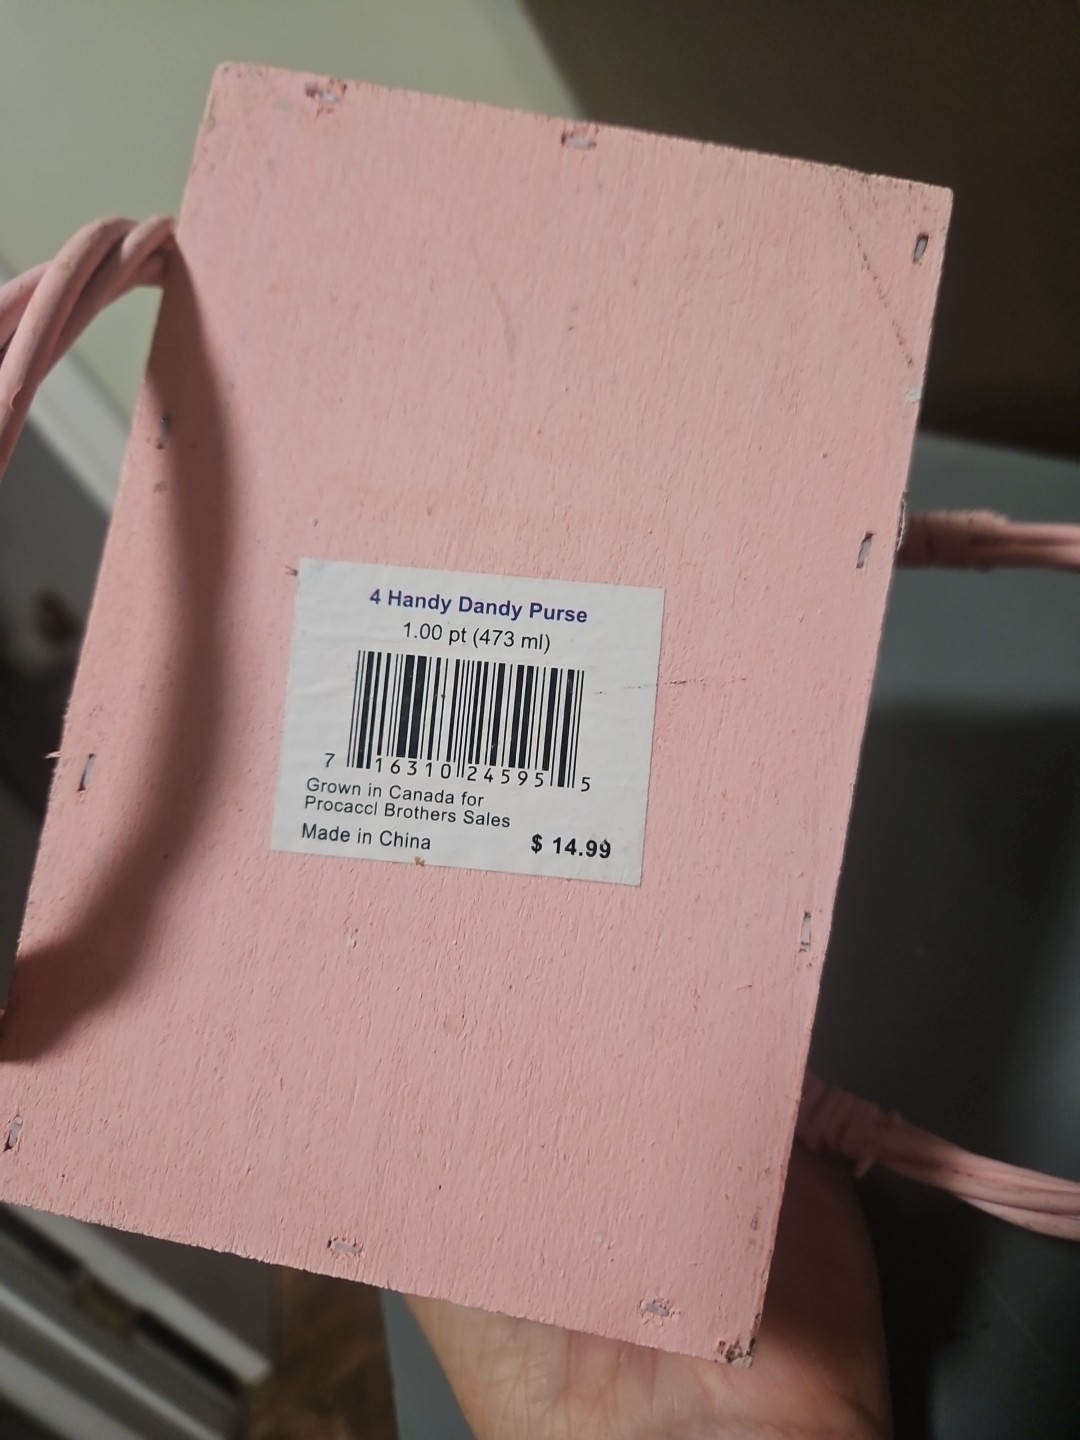 4 Handy Dandy Purse
1.00 pt (473 ml)
7 16310 24595 5
Grown in Canada for
Procaccl Brothers Sales
Made in China
$ 14.99